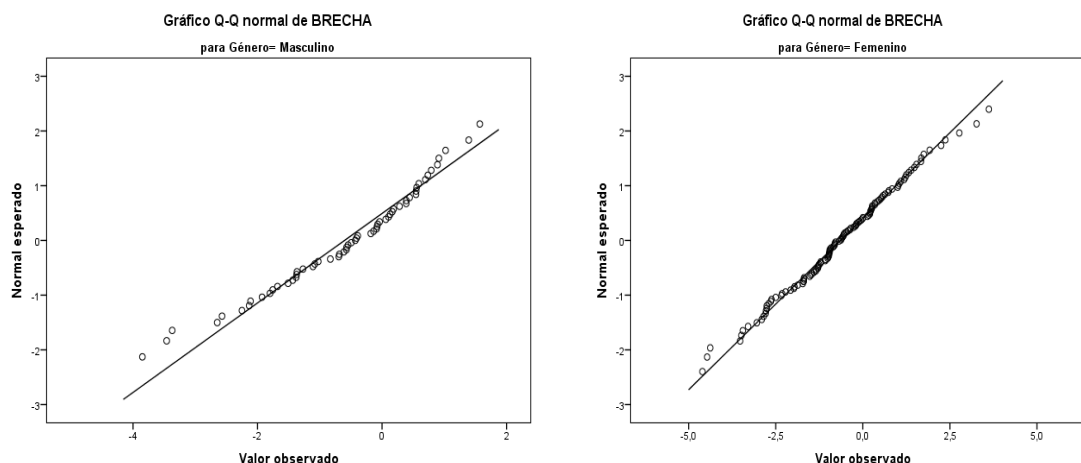 Gráfico Q-Q normal de BRECHA
para Género= Masculino
Normal esperado
3
2
1
0
-1
-2
-3
-4
-2
0
2
Valor observado
Gráfico Q-Q normal de BRECHA
para Género= Femenino
Normal esperado
3
2
1
0
-1
-2
-3
-5,0
-2,5
0,0
2,5
5,0
Valor observado